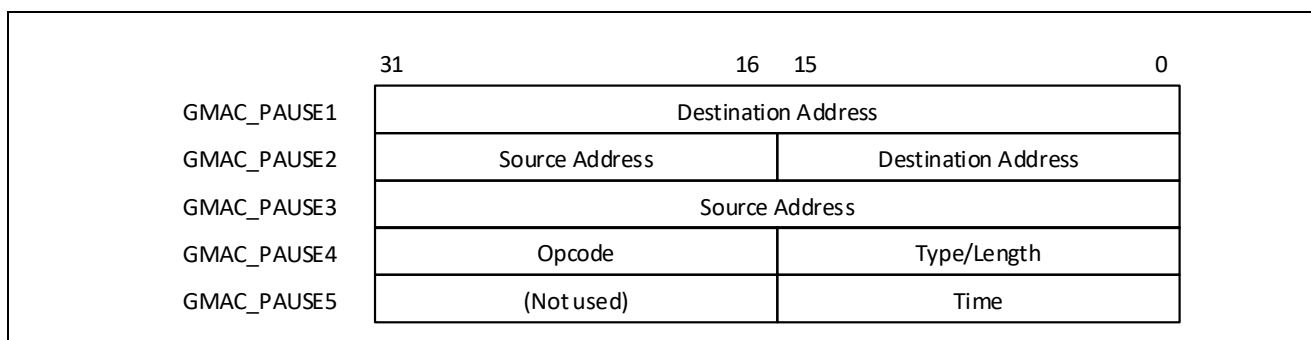 31 16 15 0
GMAC_PAUSE1 Destination Address
GMAC_PAUSE2 Source Address Destination Address
GMAC_PAUSE3 Source Address
GMAC_PAUSE4 Opcode Type/Length
GMAC_PAUSE5 (Not used) Time